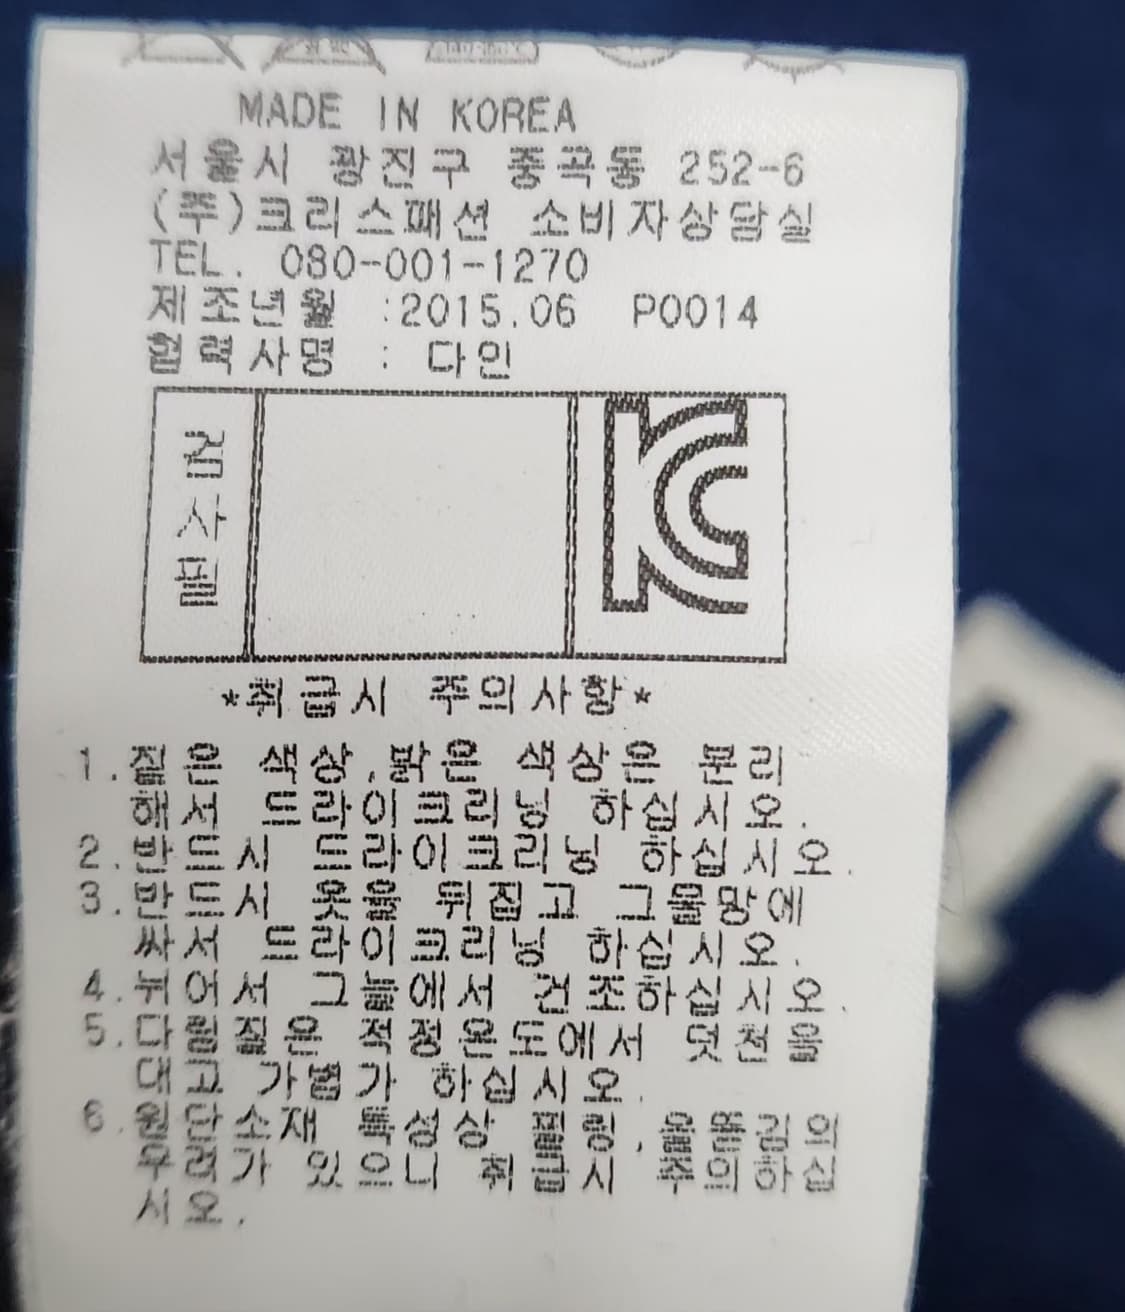 MADE IN KOREA
서울시 광진구 중곡동 252-6
(주)크리스패션 소비자상담실
TEL. 080-001-1270
제조년월 :2015.06 P0014
협력사명 : 다인
검사필
KC
*취급시 주의사항*
1.짙은 색상,밝은 색상은 분리
해서 드라이크리닝 하십시오.
2.반드시 드라이크리닝 하십시오.
3.반드시 옷을 뒤집고 그물망에
싸서 드라이크리닝 하십시오.
4.뉘어서 그늘에서 건조하십시오.
5.다림질은 적정온도에서 덧천을
대고 가볍게 하십시오.
6.원단소재 특성상 필링,올뜯김의
우려가 있으니 취급시 주의하십
시오.